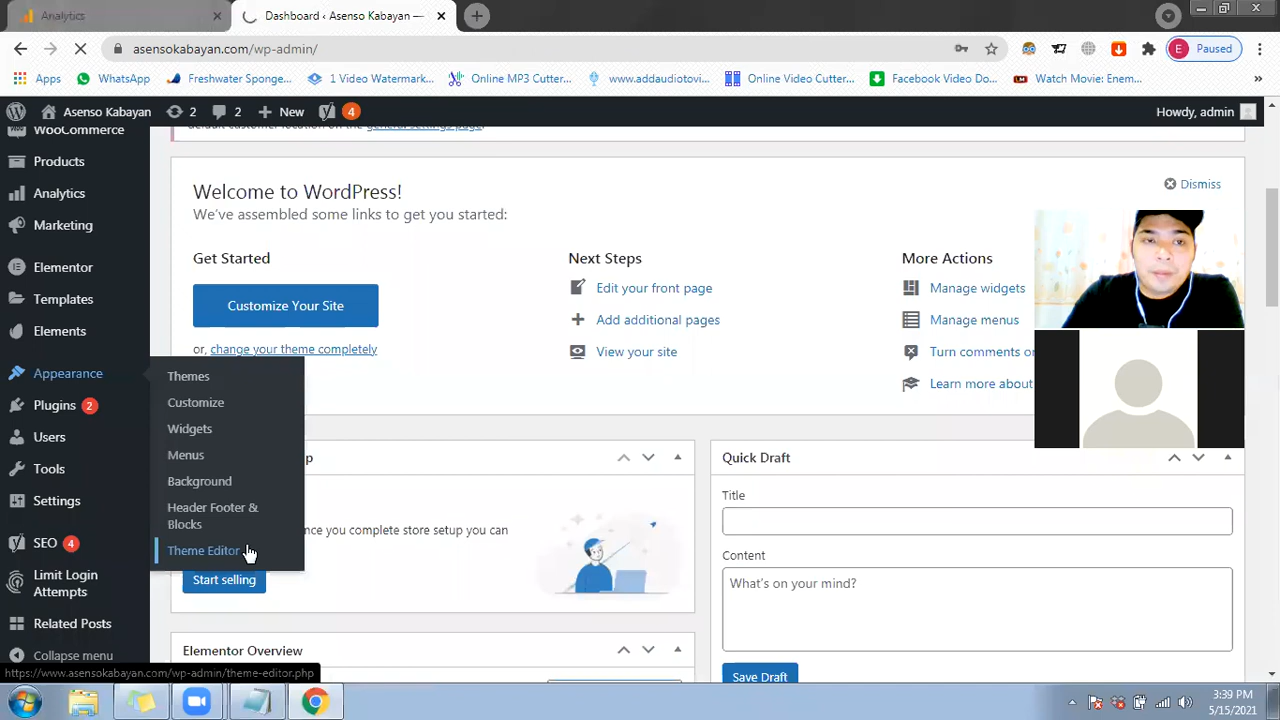 Analytics
Dashboard ‹ Asenso Kabayan —
asensokabayan.com/wp-admin/
Paused
E
Apps
WhatsApp
Freshwater Sponge...
1 Video Watermark...
Online MP3 Cutter...
www.addaudiotovi...
Online Video Cutter...
Facebook Video Do...
Watch Movie: Enem...
»
Asenso Kabayan
2
2
New
4
Howdy, admin
WooCommerce
Products
Analytics
Marketing
Elementor
Templates
Elements
Appearance
Plugins 2
Users
Tools
Settings
SEO 4
Limit Login
Attempts
Related Posts
Collapse menu
Themes
Customize
Widgets
Menus
Background
Header Footer &
Blocks
Theme Editor
default customer location on the general settings page.
Welcome to WordPress!
We've assembled some links to get you started:
Dismiss
Get Started
Customize Your Site
or, change your theme completely
Next Steps
Edit your front page
Add additional pages
View your site
More Actions
Manage widgets
Manage menus
Turn comments o
Learn more about
p
nce you complete store setup you can
Start selling
Elementor Overview
Quick Draft
Title
Content
What's on your mind?
Save Draft
https://www.asensokabayan.com/wp-admin/theme-editor.php
3:39 PM
5/15/2021